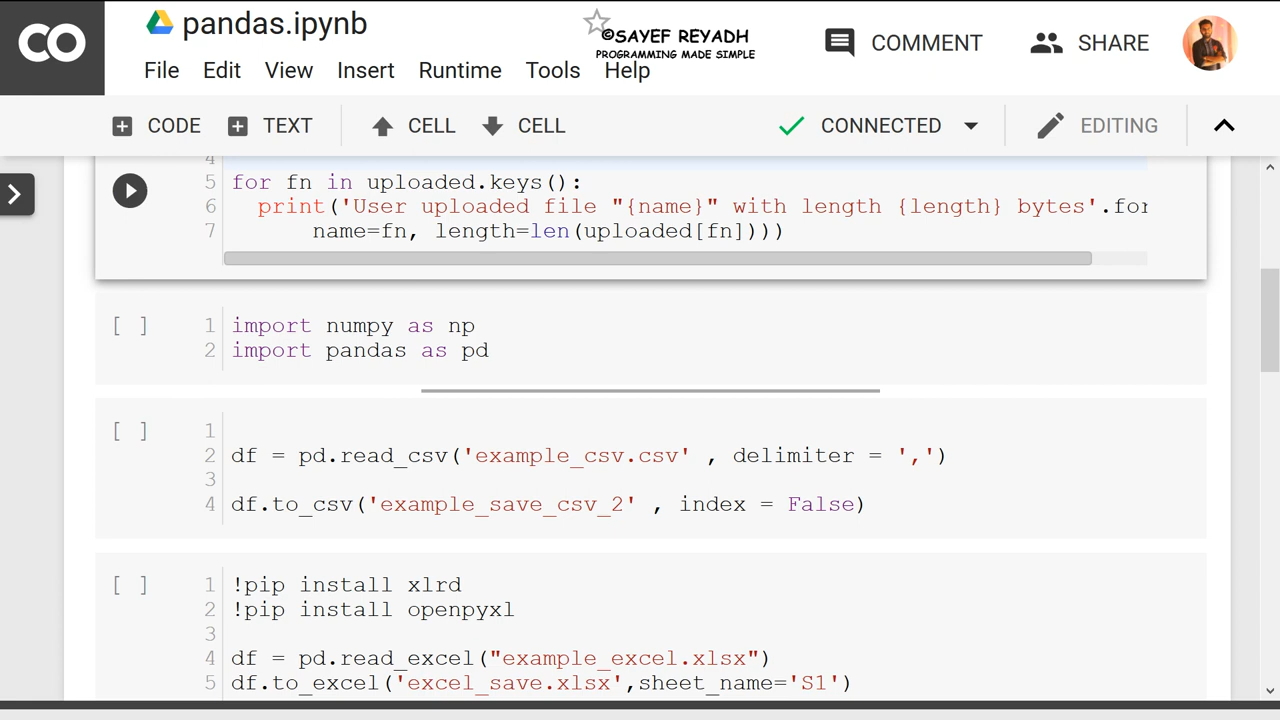 CO
pandas.ipynb
©SAYEF REYADH
PROGRAMMING MADE SIMPLE
COMMENT
SHARE
File Edit View Insert Runtime Tools Help
CODE TEXT CELL CELL CONNECTED EDITING
4
5 for fn in uploaded.keys():
6   print('User uploaded file "{name}" with length {length} bytes'.for
7       name=fn, length=len(uploaded[fn])))
[ ] 1 import numpy as np
2 import pandas as pd
[ ] 1
2 df = pd.read_csv('example_csv.csv' , delimiter = ',')
3
4 df.to_csv('example_save_csv_2' , index = False)
[ ] 1 !pip install xlrd
2 !pip install openpyxl
3
4 df = pd.read_excel("example_excel.xlsx")
5 df.to_excel('excel_save.xlsx',sheet_name='S1')